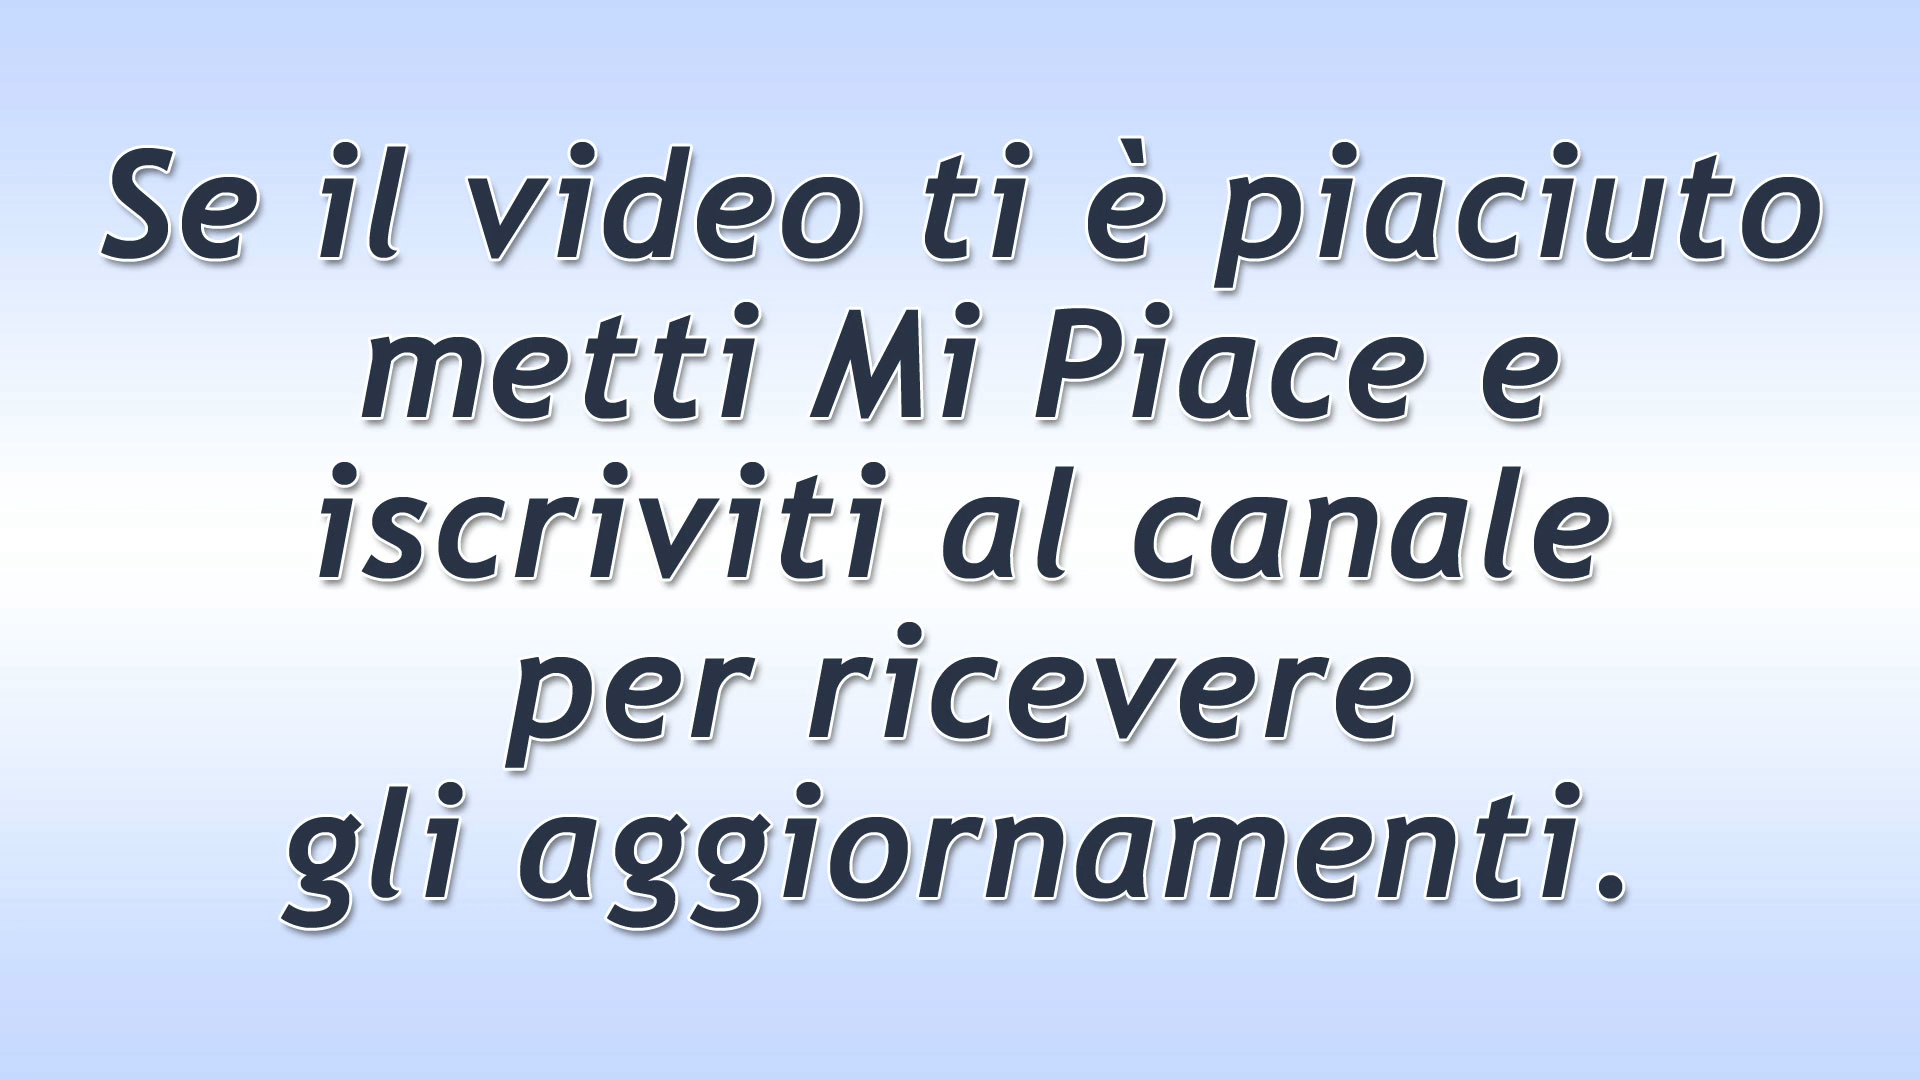 Se il video ti è piaciuto
metti Mi Piace e
iscriviti al canale
per ricevere
gli aggiornamenti.